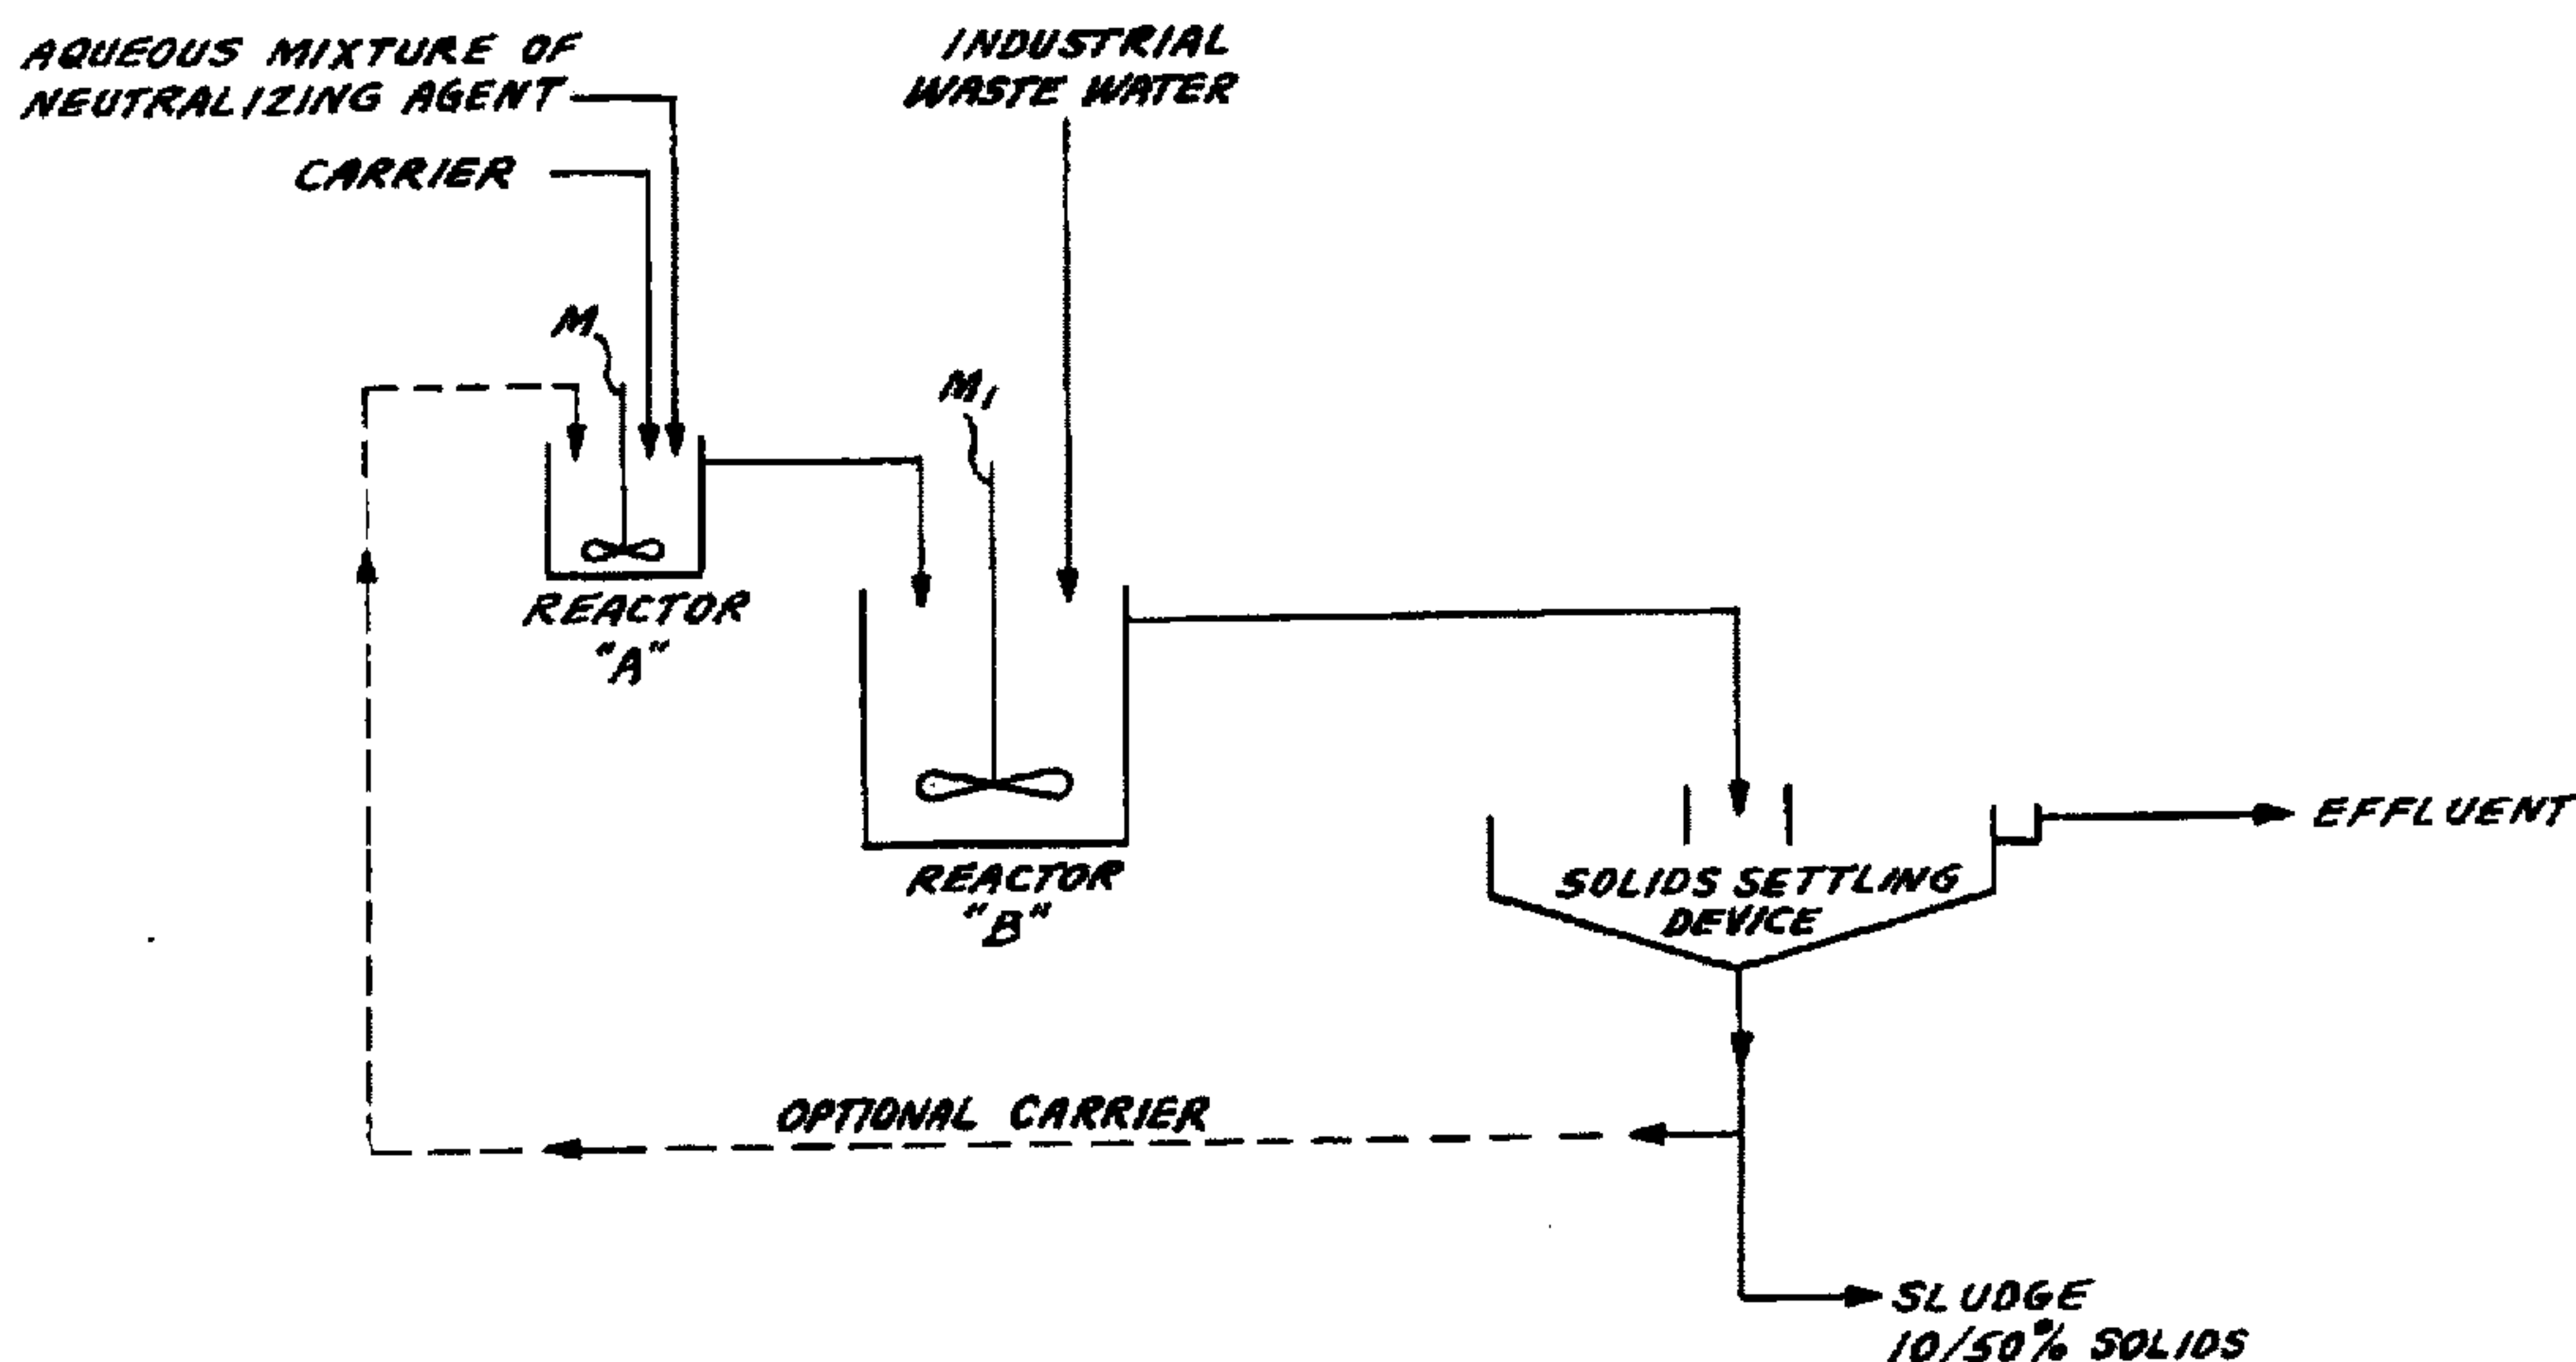 AQUEOUS MIXTURE OF
NEUTRALIZING AGENT
CARRIER
INDUSTRIAL
WASTE WATER
M
M1
REACTOR
"A"
REACTOR
"B"
SOLIDS SETTLING
DEVICE
EFFLUENT
OPTIONAL CARRIER
SLUDGE
10/50% SOLIDS